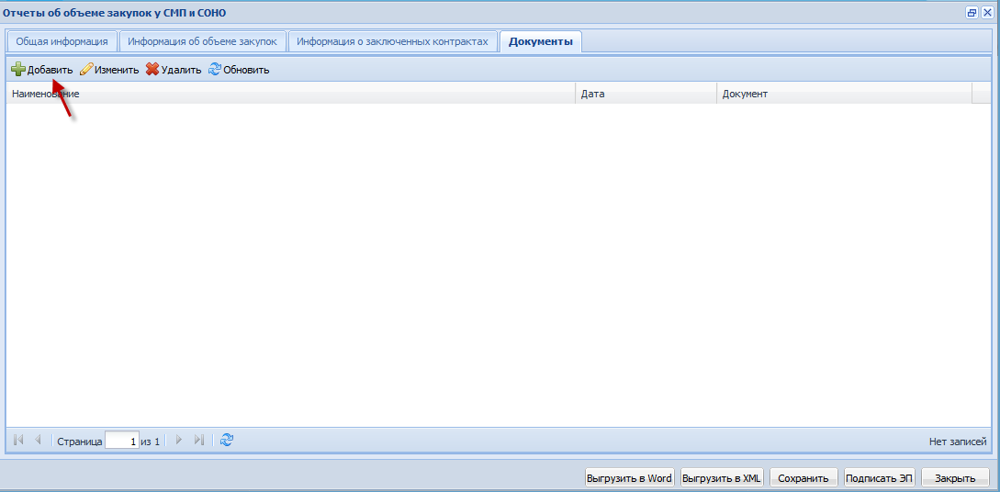 Отчеты об объеме закупок у СМП и СОНО
Общая информация Информация об объеме закупок Информация о заключенных контрактах Документы
Добавить Изменить Удалить Обновить
Наименование Дата Документ
Страница 1 из 1 Нет записей
Выгрузить в Word Выгрузить в XML Сохранить Подписать ЭП Закрыть